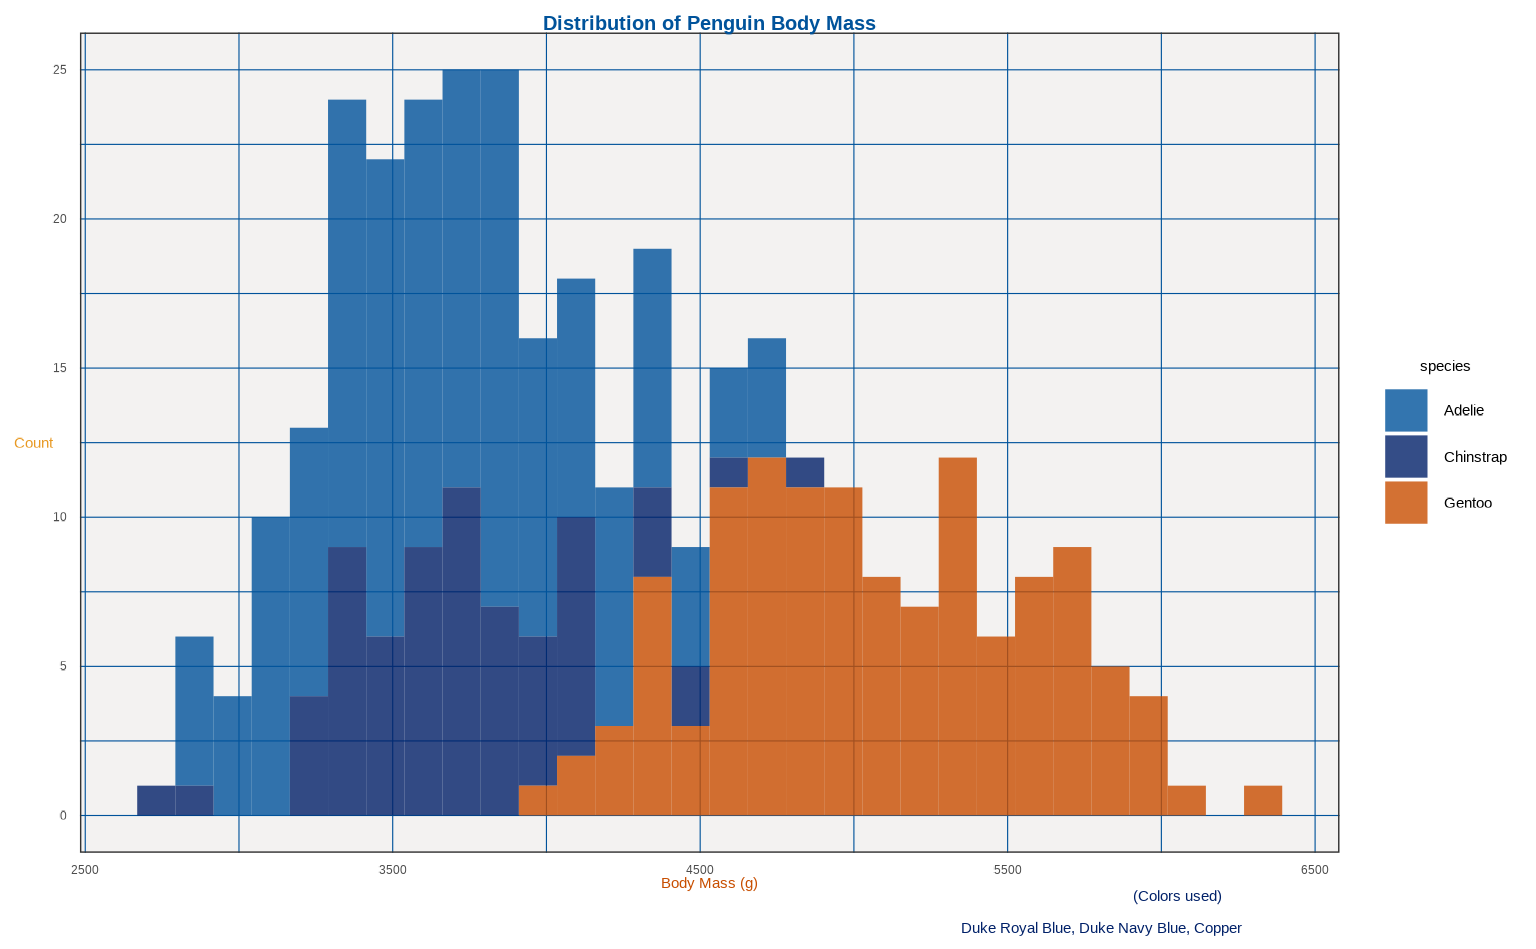 Distribution of Penguin Body Mass
25
20
15
10
5
0
Count
2500 3500 4500 5500 6500
Body Mass (g)
species
Adelie
Chinstrap
Gentoo
(Colors used)
Duke Royal Blue, Duke Navy Blue, Copper